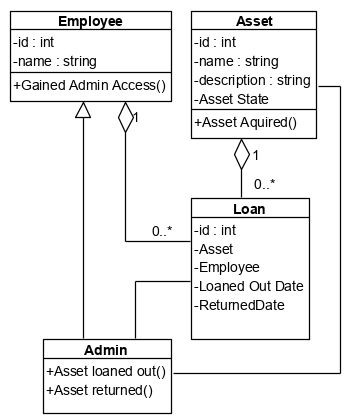 Employee
-id : int
-name : string
+Gained Admin Access()
Asset
-id : int
-name : string
-description : string
-Asset State
+Asset Aquired()
1
1
0..*
0..*
Loan
-id : int
-Asset
-Employee
-Loaned Out Date
-ReturnedDate
Admin
+Asset loaned out()
+Asset returned()